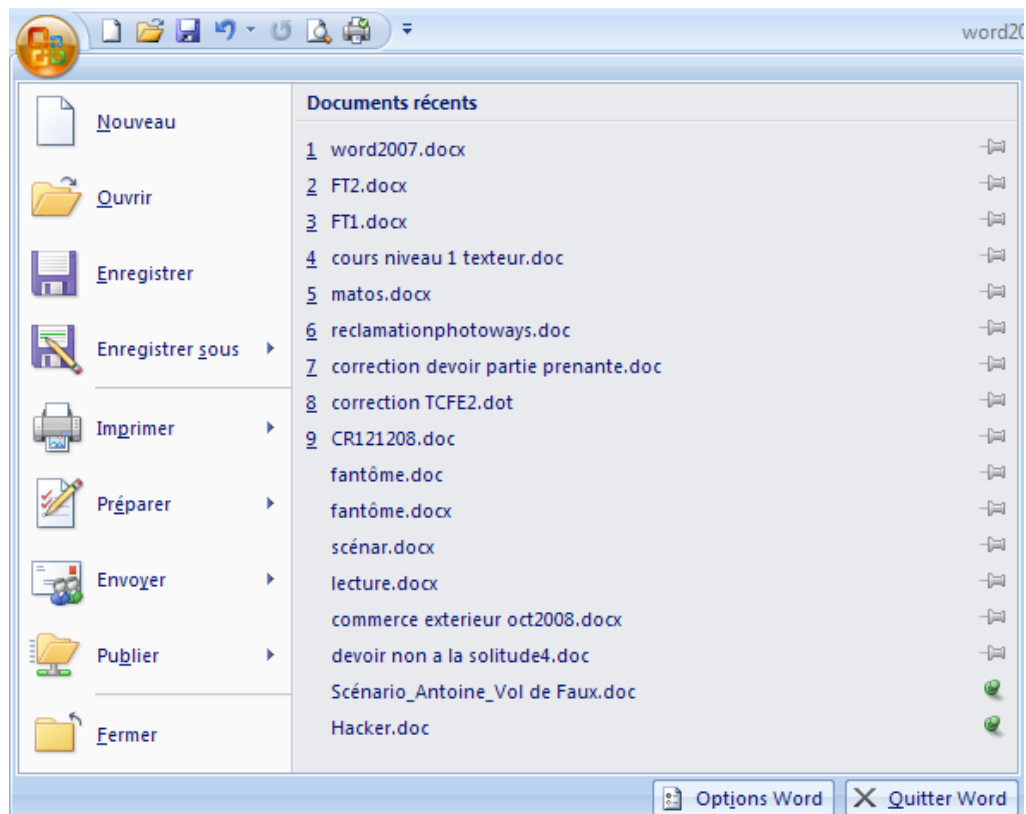 word20
Nouveau
Ouvrir
Enregistrer
Enregistrer sous
Imprimer
Préparer
Envoyer
Publier
Fermer
Documents récents
1 word2007.docx
2 FT2.docx
3 FT1.docx
4 cours niveau 1 texteur.doc
5 matos.docx
6 reclamationphotoways.doc
7 correction devoir partie prenante.doc
8 correction TCFE2.dot
9 CR121208.doc
fantôme.doc
fantôme.docx
scénar.docx
lecture.docx
commerce exterieur oct2008.docx
devoir non a la solitude4.doc
Scénario_Antoine_Vol de Faux.doc
Hacker.doc
Options Word
Quitter Word